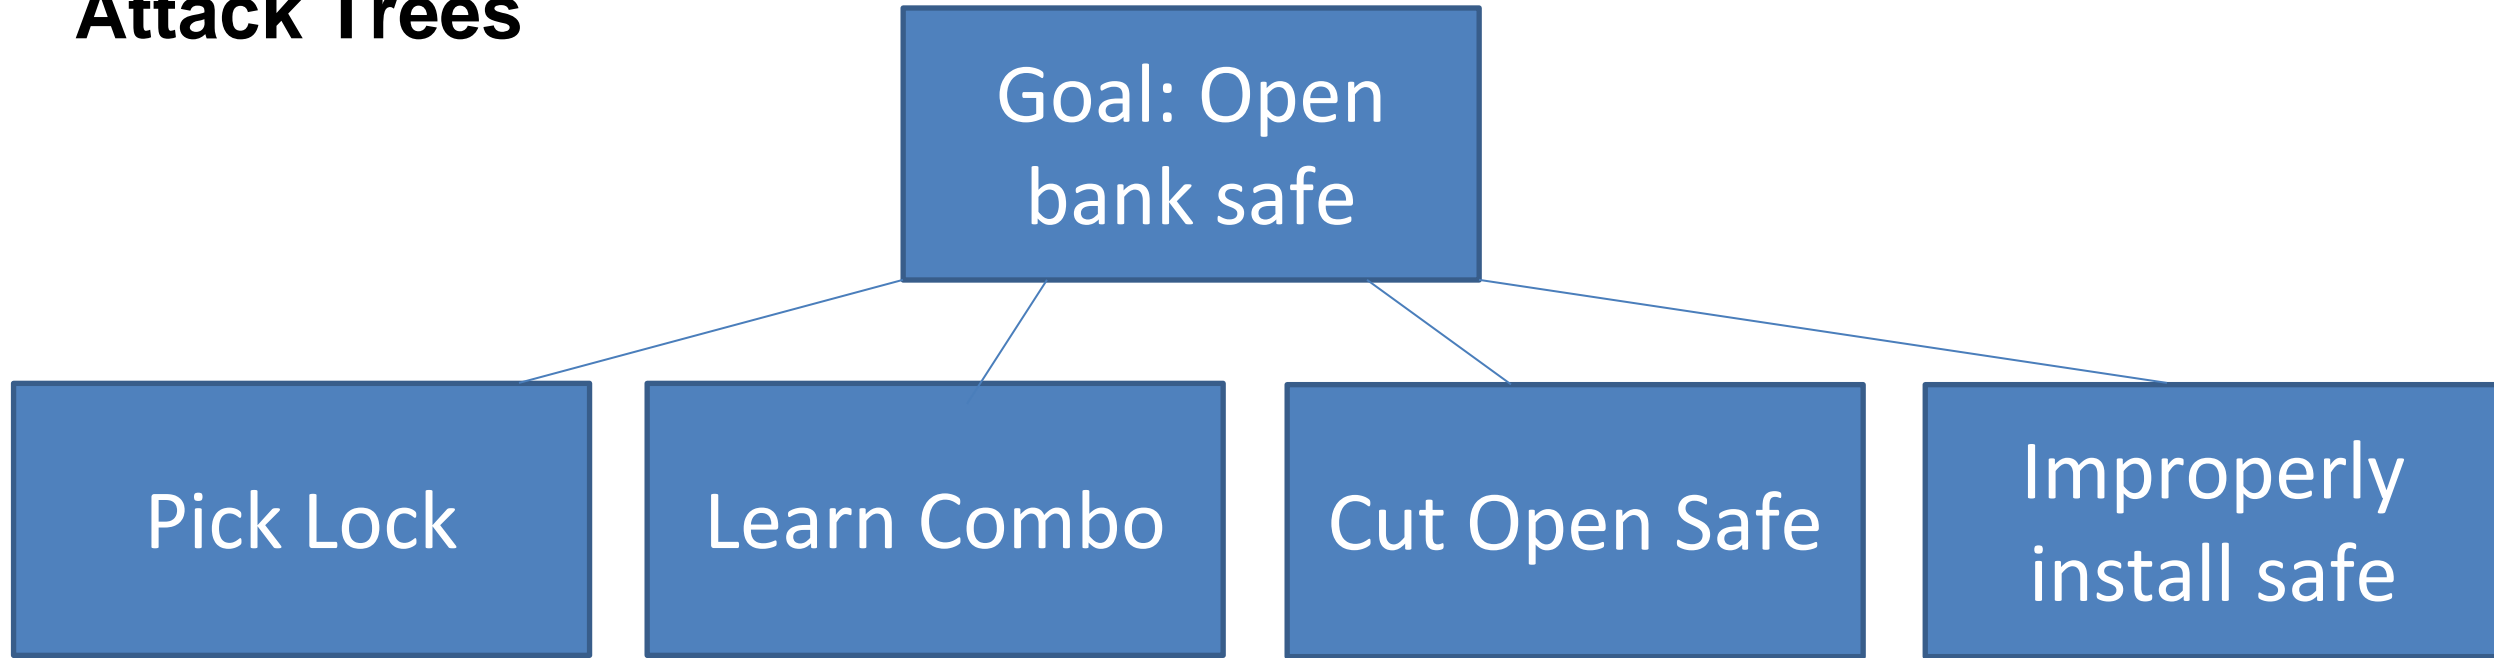 Attack Trees
Goal: Open
bank safe
Pick Lock
Learn Combo
Cut Open Safe
Improperly
install safe